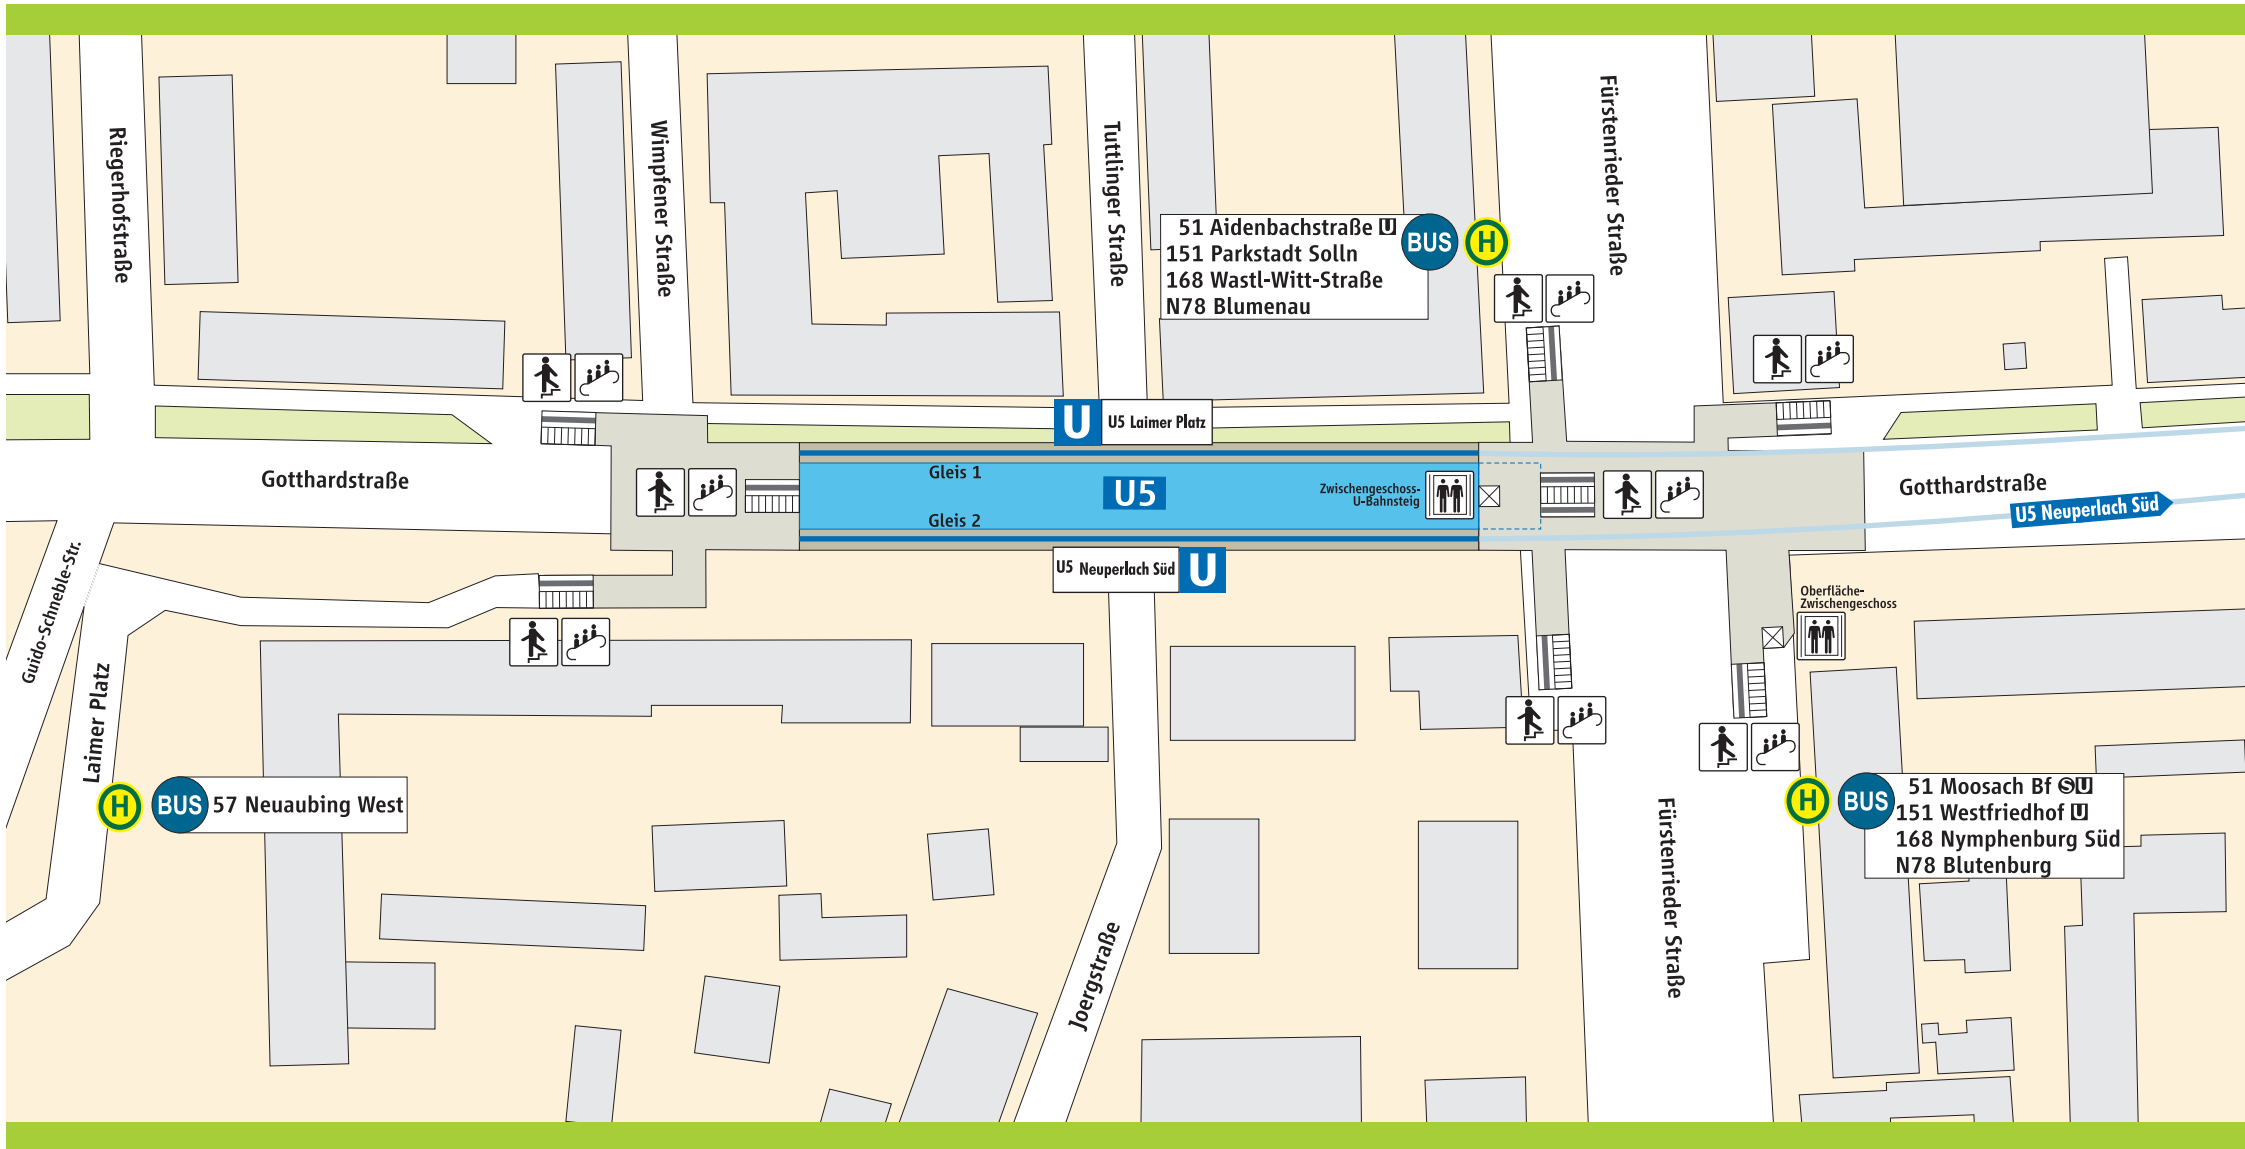 Riegerhofstraße
Wimpfener Straße
Tuttlinger Straße
Fürstenrieder Straße
51 Aidenbachstraße U
151 Parkstadt Solln
168 Wastl-Witt-Straße
N78 Blumenau
BUS
H
U
U5 Laimer Platz
Gotthardstraße
Gleis 1
U5
Gleis 2
Zwischengeschoss-
U-Bahnsteig
Gotthardstraße
U5 Neuperlach Süd
U5 Neuperlach Süd
U
Oberfläche-
Zwischengeschoss
Guido-Schneble-Str.
Laimer Platz
H
BUS
57 Neuaubing West
H
BUS
51 Moosach Bf S U
151 Westfriedhof U
168 Nymphenburg Süd
N78 Blutenburg
Joergstraße
Fürstenrieder Straße